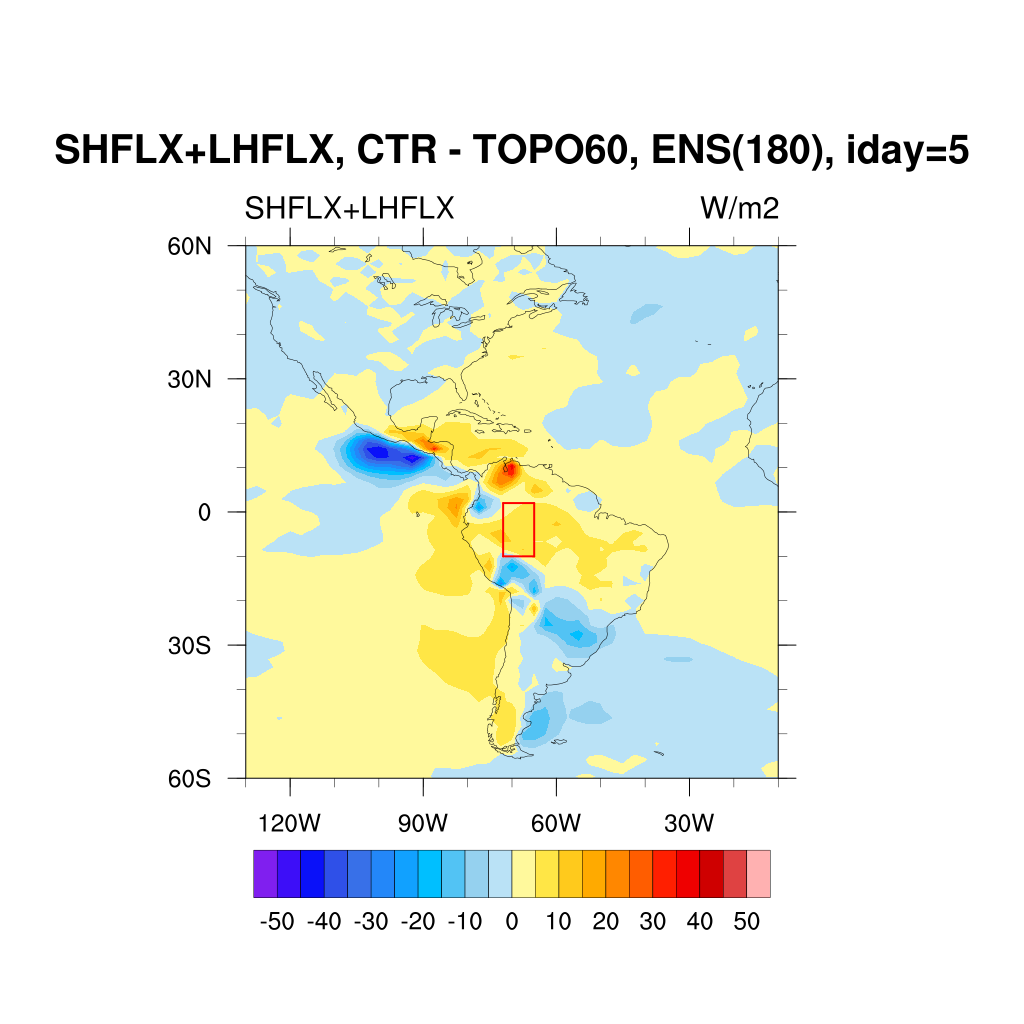 SHFLX+LHFLX, CTR - TOPO60, ENS(180), iday=5
SHFLX+LHFLX W/m2
60N
30N
0
30S
60S
120W 90W 60W 30W
-50 -40 -30 -20 -10 0 10 20 30 40 50